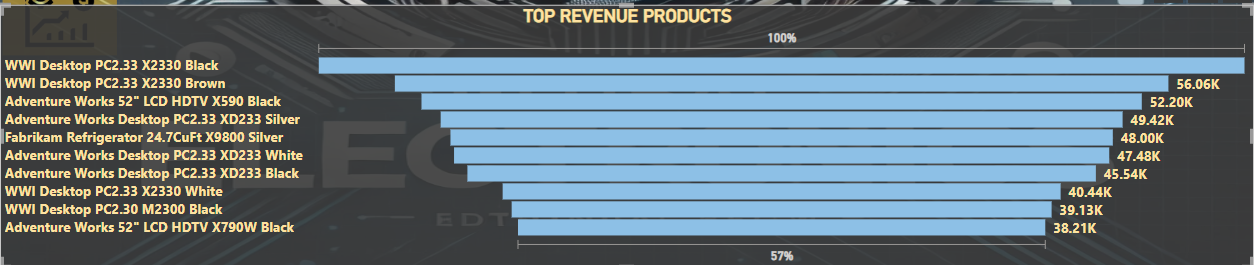 TOP REVENUE PRODUCTS
100%
WWI Desktop PC2.33 X2330 Black
WWI Desktop PC2.33 X2330 Brown 56.06K
Adventure Works 52" LCD HDTV X590 Black 52.20K
Adventure Works Desktop PC2.33 XD233 Silver 49.42K
Fabrikam Refrigerator 24.7CuFt X9800 Silver 48.00K
Adventure Works Desktop PC2.33 XD233 White 47.48K
Adventure Works Desktop PC2.33 XD233 Black 45.54K
WWI Desktop PC2.33 X2330 White 40.44K
WWI Desktop PC2.30 M2300 Black 39.13K
Adventure Works 52" LCD HDTV X790W Black 38.21K
57%